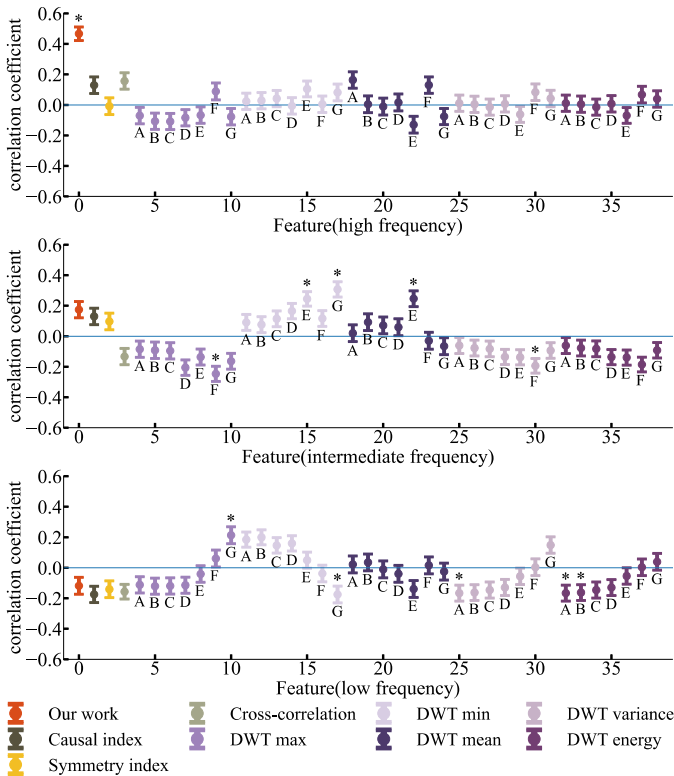 correlation coefficient
0.6
0.4
0.2
0.0
−0.2
−0.4
−0.6
*
A B C D E F G A B C D E F G A B C D E F G A B C D E F G A B C D E F G
0 5 10 15 20 25 30 35
Feature(high frequency)
correlation coefficient
0.6
0.4
0.2
0.0
−0.2
−0.4
−0.6
* * * * *
A B C D E F G A B C D E F G A B C D E F G A B C D E F G A B C D E F G
0 5 10 15 20 25 30 35
Feature(intermediate frequency)
correlation coefficient
0.6
0.4
0.2
0.0
−0.2
−0.4
−0.6
* * * * *
A B C D E F G A B C D E F G A B C D E F G A B C D E F G A B C D E F G
0 5 10 15 20 25 30 35
Feature(low frequency)
Our work Cross-correlation DWT min DWT variance
Causal index DWT max DWT mean DWT energy
Symmetry index